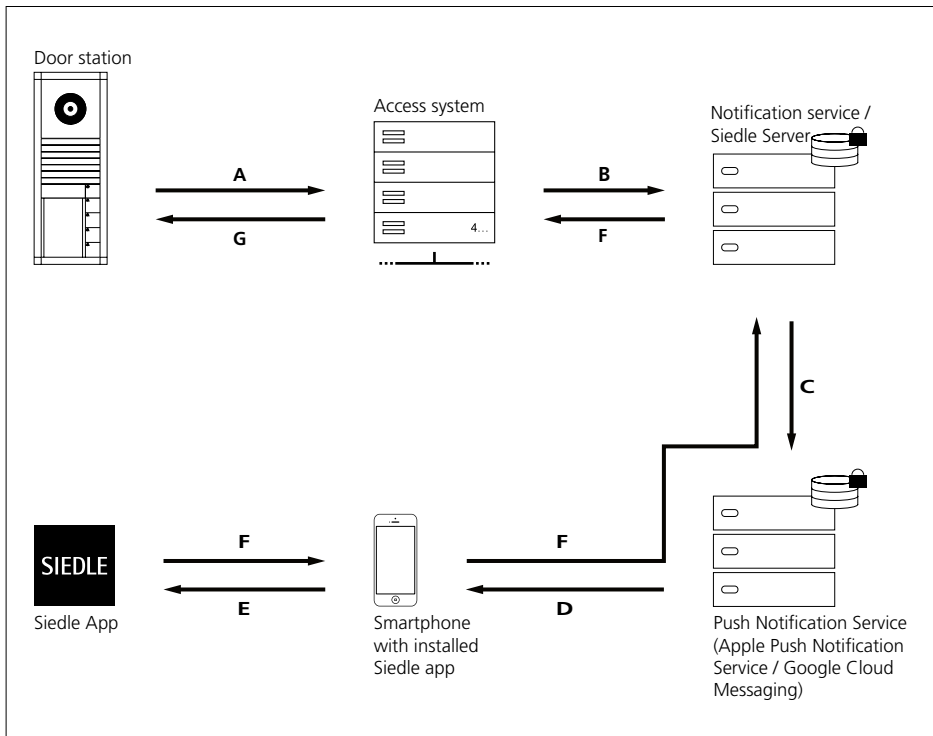 Door station
Access system
Notification service /
Siedle Server
A
B
G
F
4...
C
F
F
SIEDLE
E
D
Siedle App
Smartphone
with installed
Siedle app
Push Notification Service
(Apple Push Notification
Service / Google Cloud
Messaging)